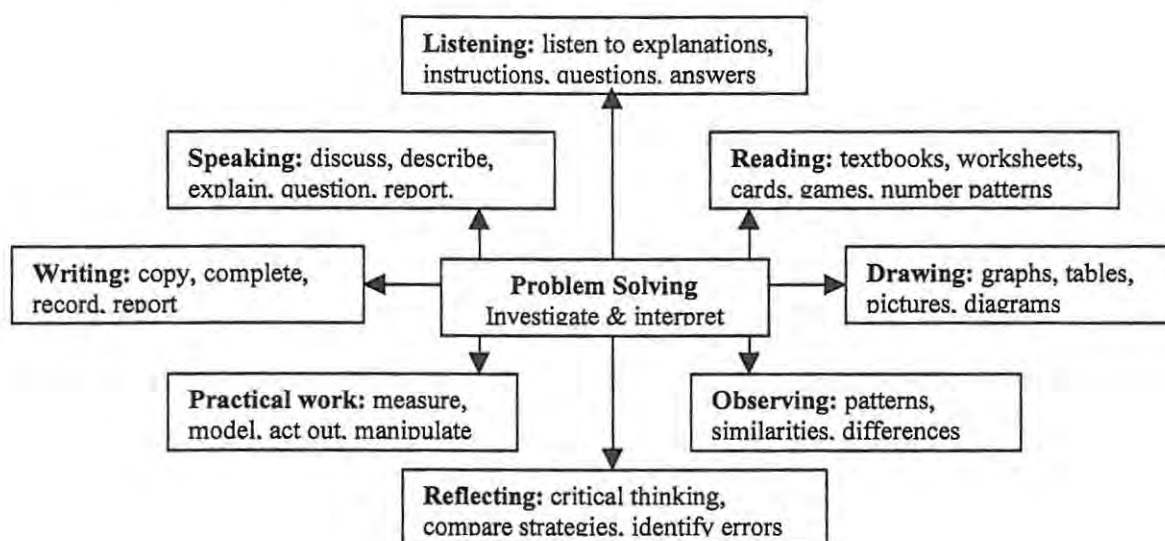 Listening: listen to explanations,
instructions, questions, answers
Speaking: discuss, describe,
explain, question, report,
Reading: textbooks, worksheets,
cards, games, number patterns
Writing: copy, complete,
record, report
Problem Solving
Investigate & interpret
Drawing: graphs, tables,
pictures, diagrams
Practical work: measure,
model, act out, manipulate
Observing: patterns,
similarities, differences
Reflecting: critical thinking,
compare strategies, identify errors